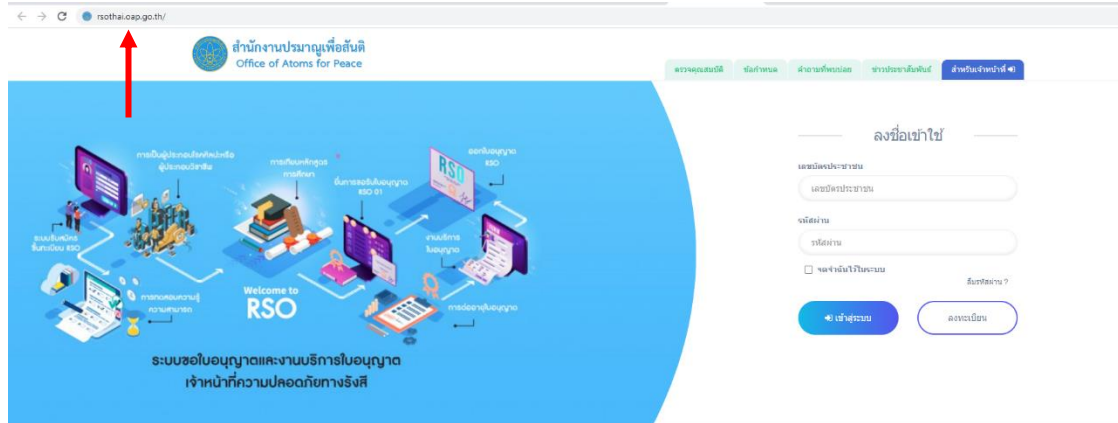 rsothai.oap.go.th/
สำนักงานปรมาณูเพื่อสันติ
Office of Atoms for Peace
ตรวจคุณสมบัติ
ข้อกำหนด
คำถามที่พบบ่อย
ข่าวประชาสัมพันธ์
สำหรับเจ้าหน้าที่
การเป็นผู้ประกอบโรคศิลปะหรือ
ผู้ประกอบวิชาชีพ
การเทียบหลักสูตร
การศึกษา
ยื่นการขอรับใบอนุญาต
RSO 01
ออกใบอนุญาต
RSO
RSO
ระบบรับสมัคร
ขึ้นทะเบียน RSO
งานบริการ
ใบอนุญาต
การทดสอบความรู้
ความสามารถ
Welcome to
RSO
การต่ออายุใบอนุญาต
ระบบขอใบอนุญาตและงานบริการใบอนุญาต
เจ้าหน้าที่ความปลอดภัยทางรังสี
ลงชื่อเข้าใช้
เลขบัตรประชาชน
เลขบัตรประชาชน
รหัสผ่าน
รหัสผ่าน
จดจำฉันไว้ในระบบ
ลืมรหัสผ่าน ?
เข้าสู่ระบบ
ลงทะเบียน